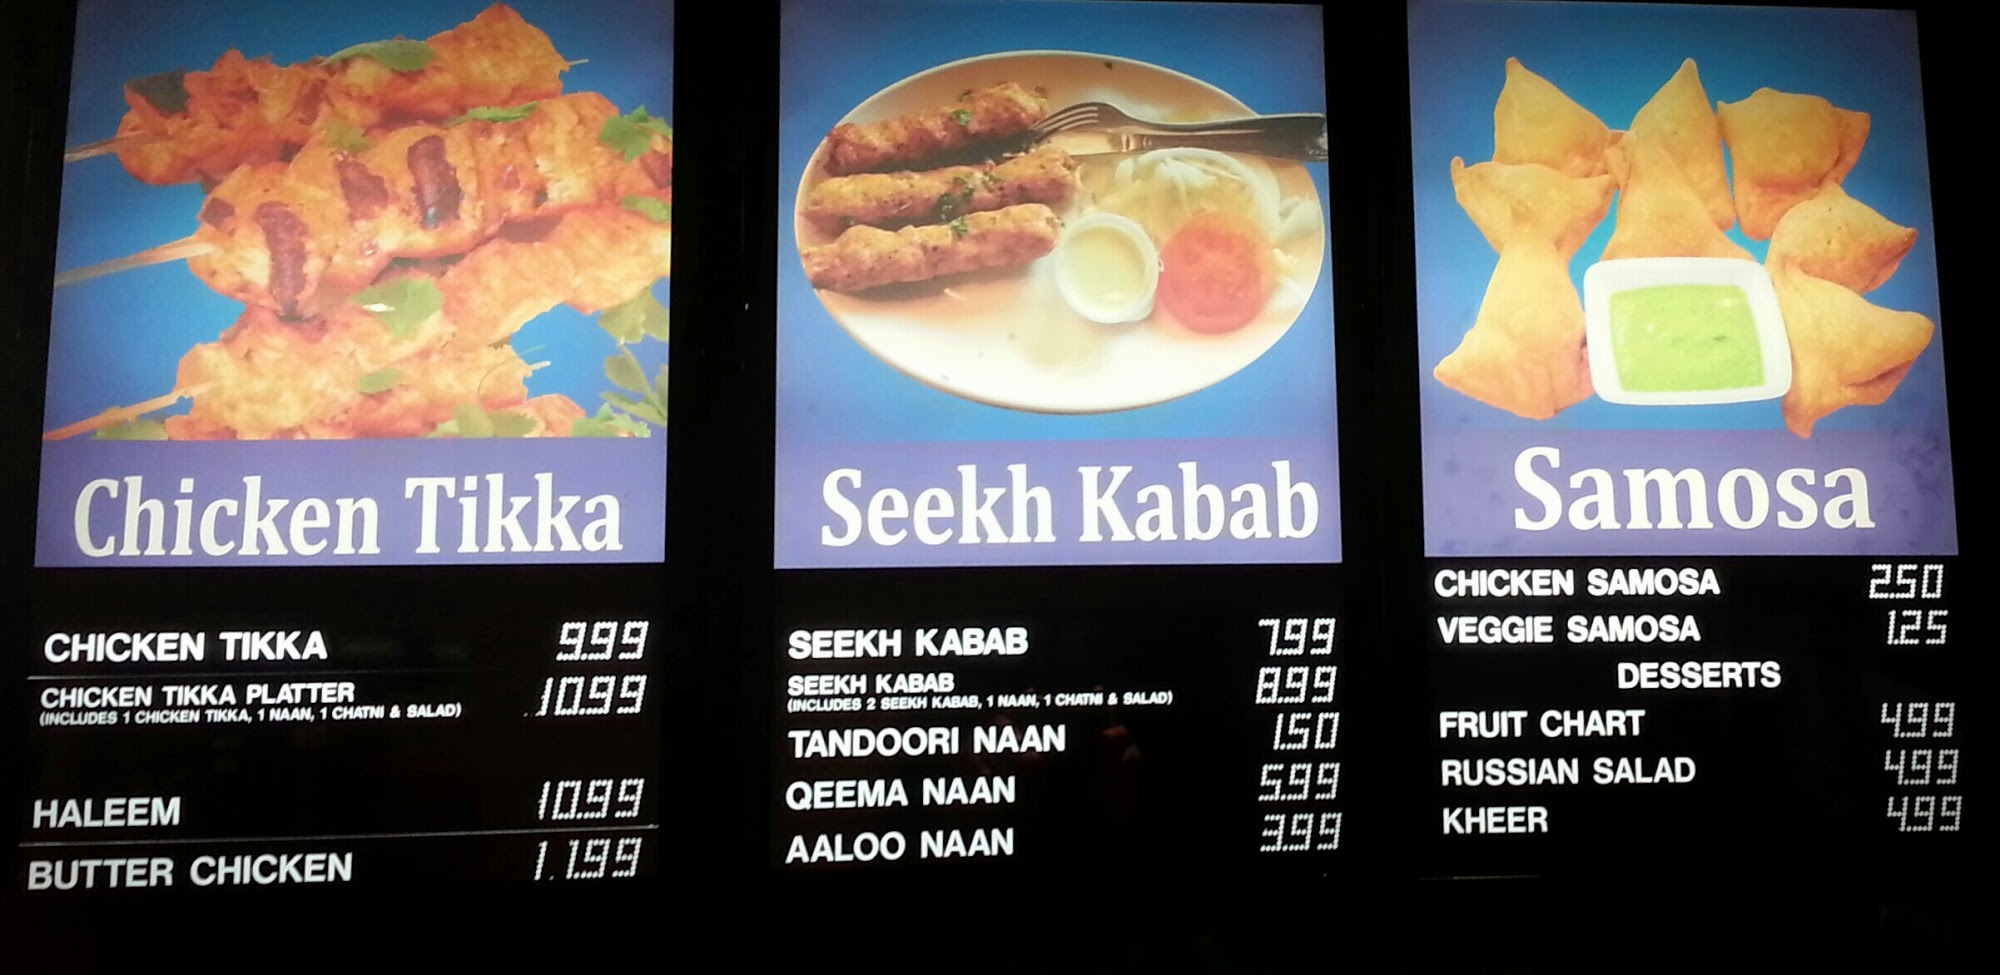 Chicken Tikka
CHICKEN TIKKA 9.99
CHICKEN TIKKA PLATTER 10.99
(INCLUDES 1 CHICKEN TIKKA, 1 NAAN, 1 CHATNI & SALAD)
HALEEM 10.99
BUTTER CHICKEN 11.99
Seekh Kabab
SEEKH KABAB 7.99
SEEKH KABAB 8.99
(INCLUDES 2 SEEKH KABAB, 1 NAAN, 1 CHATNI & SALAD)
TANDOORI NAAN 1.50
QEEMA NAAN 5.99
AALOO NAAN 3.99
Samosa
CHICKEN SAMOSA 2.50
VEGGIE SAMOSA 1.25
DESSERTS
FRUIT CHART 4.99
RUSSIAN SALAD 4.99
KHEER 4.99